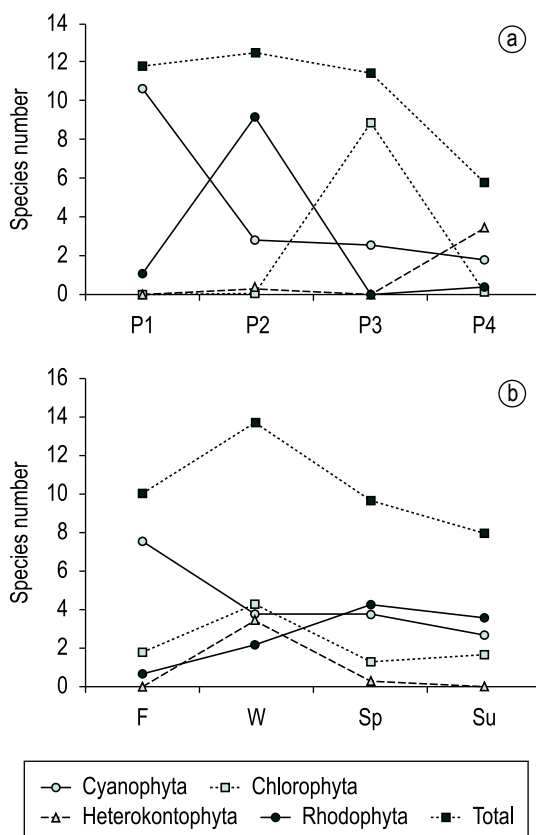 14
12
10
8
6
4
2
0
Species number
P1 P2 P3 P4
a
16
14
12
10
8
6
4
2
0
Species number
F W Sp Su
b
Cyanophyta Chlorophyta
Heterokontophyta Rhodophyta Total